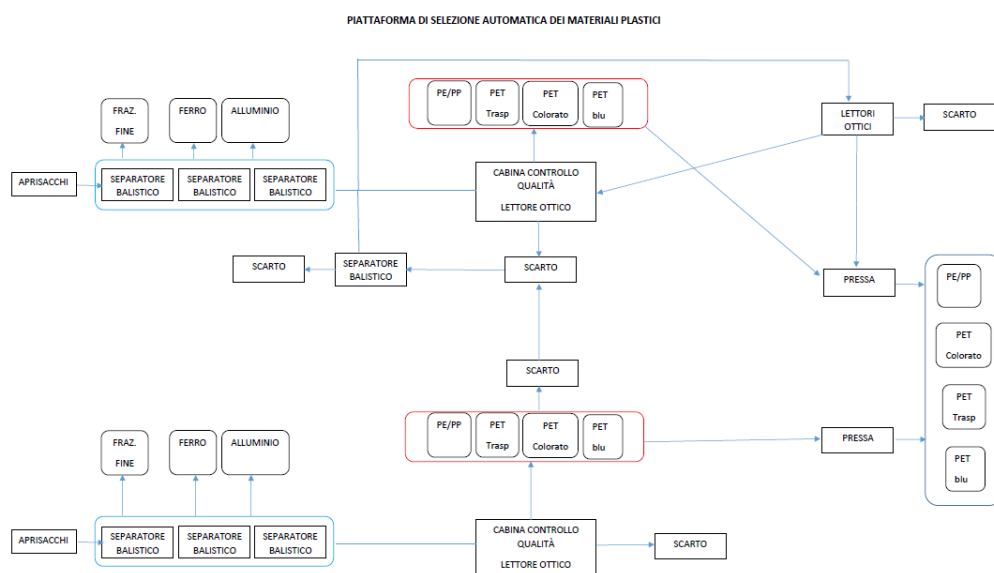 PIATTAFORMA DI SELEZIONE AUTOMATICA DEI MATERIALI PLASTICI
FRAZ.
FINE
FERRO
ALLUMINIO
PE/PP
PET
Trasp
PET
Colorato
PET
blu
LETTORI
OTTICI
SCARTO
APRISACCHI
SEPARATORE
BALISTICO
SEPARATORE
BALISTICO
SEPARATORE
BALISTICO
CABINA CONTROLLO
QUALITÀ
LETTORE OTTICO
SCARTO
SEPARATORE
BALISTICO
SCARTO
PRESSA
PE/PP
PET
Colorato
PET
Trasp
PET
blu
SCARTO
PE/PP
PET
Trasp
PET
Colorato
PET
blu
PRESSA
FRAZ.
FINE
FERRO
ALLUMINIO
APRISACCHI
SEPARATORE
BALISTICO
SEPARATORE
BALISTICO
SEPARATORE
BALISTICO
CABINA CONTROLLO
QUALITÀ
LETTORE OTTICO
SCARTO